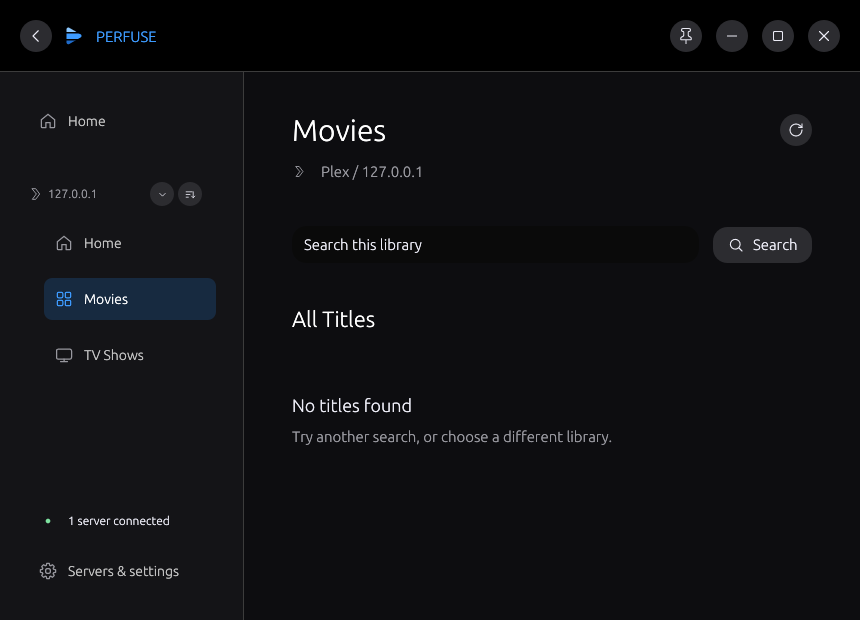 PERFUSE
Home
127.0.0.1
Home
Movies
TV Shows
1 server connected
Servers & settings
Movies
Plex / 127.0.0.1
Search this library
Search
All Titles
No titles found
Try another search, or choose a different library.